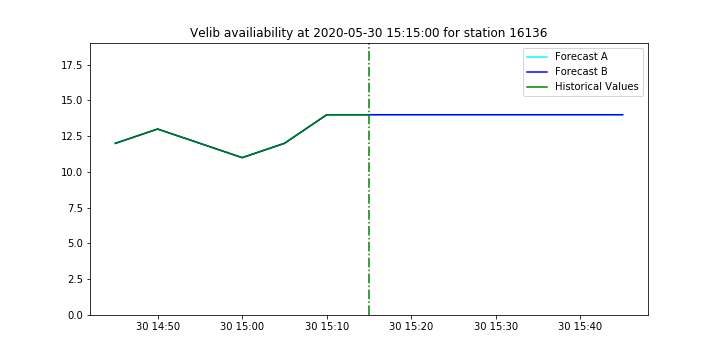 Velib availiability at 2020-05-30 15:15:00 for station 16136
Forecast A
Forecast B
Historical Values
17.5
15.0
12.5
10.0
7.5
5.0
2.5
0.0
30 14:50 30 15:00 30 15:10 30 15:20 30 15:30 30 15:40